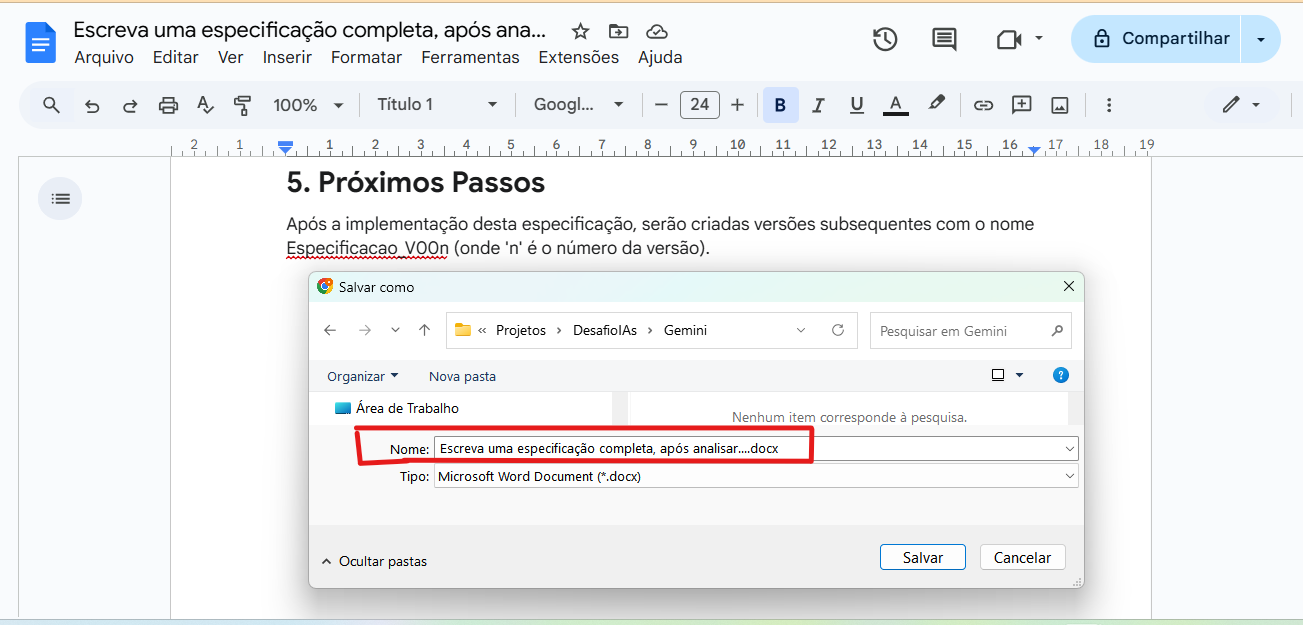 Escreva uma especificação completa, após ana...
Arquivo Editar Ver Inserir Formatar Ferramentas Extensões Ajuda
Compartilhar
100% Título 1 Googl... 24 B I U A
2 1 1 2 3 4 5 6 7 8 9 10 11 12 13 14 15 16 17 18 19
5. Próximos Passos
Após a implementação desta especificação, serão criadas versões subsequentes com o nome
Especificacao_V00n (onde 'n' é o número da versão).
Salvar como
« Projetos › DesafioIAs › Gemini
Pesquisar em Gemini
Organizar Nova pasta
?
Área de Trabalho
Nenhum item corresponde à pesquisa.
Nome: Escreva uma especificação completa, após analisar....docx
Tipo: Microsoft Word Document (*.docx)
Ocultar pastas
Salvar Cancelar